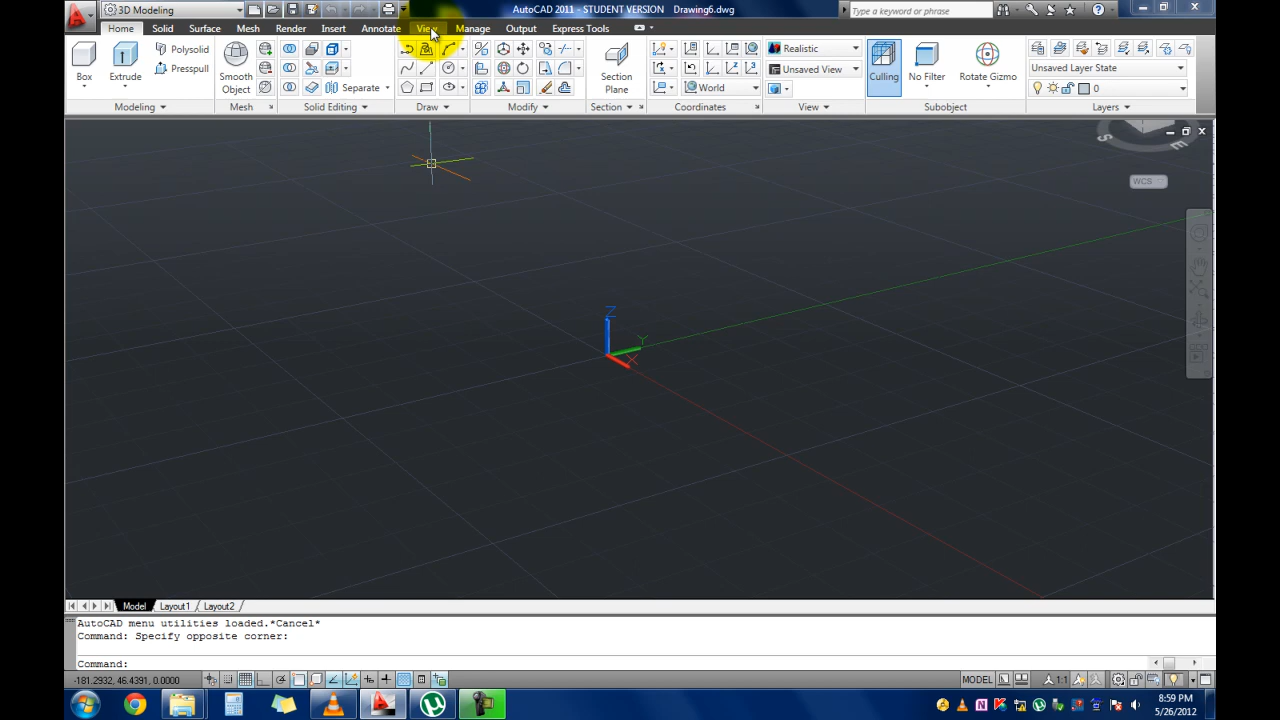 3D Modeling
AutoCAD 2011 - STUDENT VERSION Drawing6.dwg
Type a keyword or phrase
Home Solid Surface Mesh Render Insert Annotate View Manage Output Express Tools
Box
Extrude
Polysolid
Presspull
Smooth
Object
Separate
Section
Plane
World
Realistic
Unsaved View
Culling
No Filter
Rotate Gizmo
Unsaved Layer State
0
Modeling
Mesh
Solid Editing
Draw
Modify
Section
Coordinates
View
Subobject
Layers
S
E
WCS
Z
Y
X
Model Layout1 Layout2
AutoCAD menu utilities loaded.*Cancel*
Command: Specify opposite corner:
Command:
-181.2932, 46.4391, 0.0000
MODEL
1:1
8:59 PM
5/26/2012